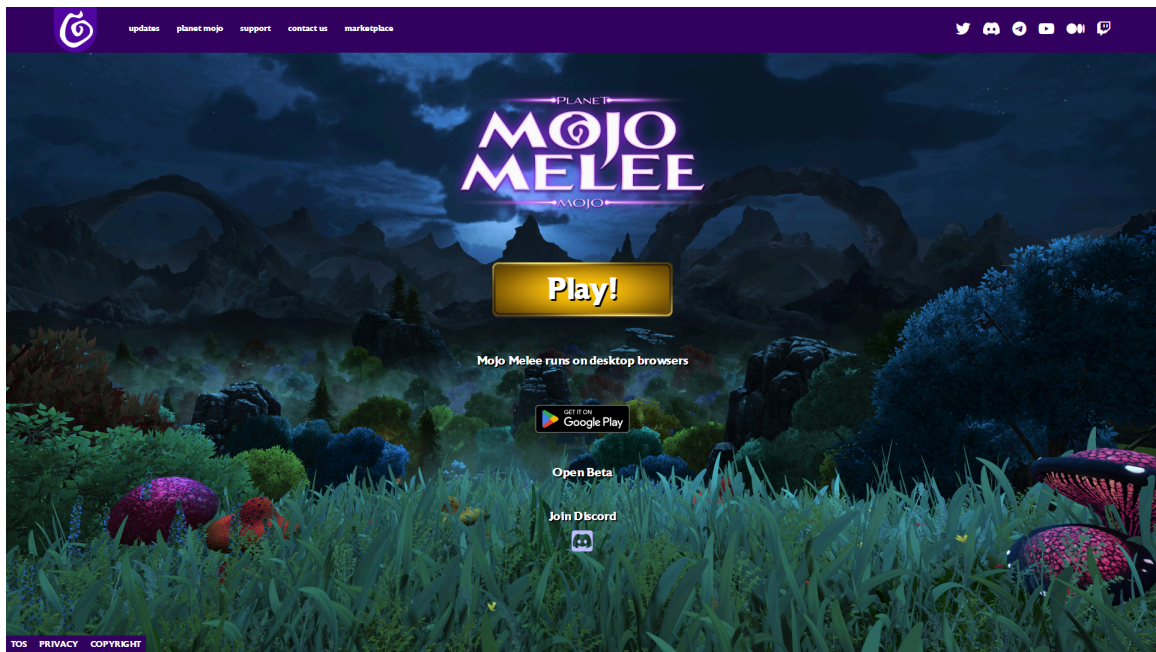 updates planet mojo support contact us marketplace
PLANET
MOJO
MELEE
MOJO
Play!
Mojo Melee runs on desktop browsers
GET IT ON
Google Play
Open Beta
Join Discord
TOS PRIVACY COPYRIGHT